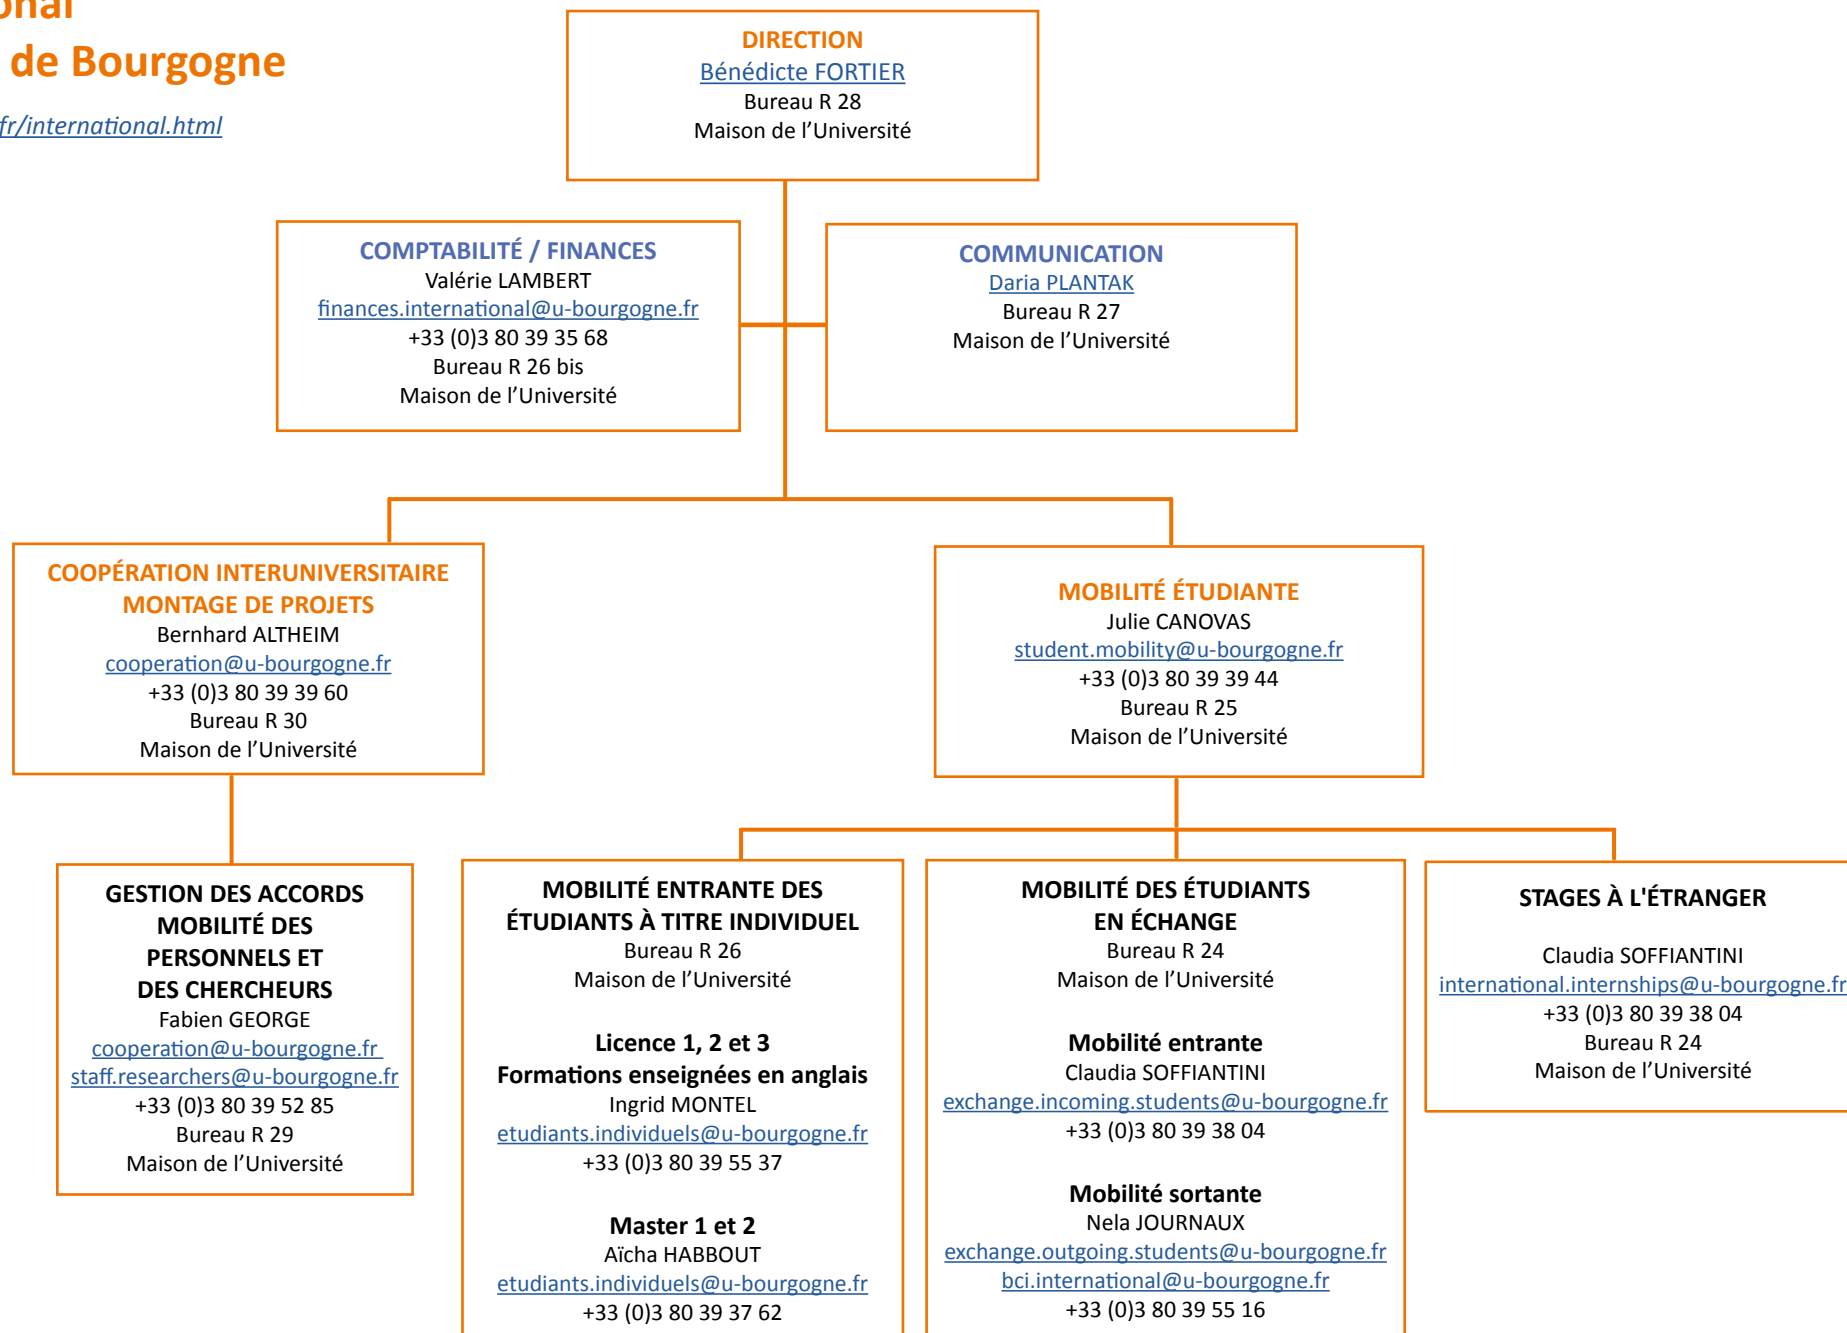 de Bourgogne
fr/international.html
DIRECTION
Bénédicte FORTIER
Bureau R 28
Maison de l’Université
COMPTABILITÉ / FINANCES
Valérie LAMBERT
finances.international@u-bourgogne.fr
+33 (0)3 80 39 35 68
Bureau R 26 bis
Maison de l’Université
COMMUNICATION
Daria PLANTAK
Bureau R 27
Maison de l’Université
COOPÉRATION INTERUNIVERSITAIRE
MONTAGE DE PROJETS
Bernhard ALTHEIM
cooperation@u-bourgogne.fr
+33 (0)3 80 39 39 60
Bureau R 30
Maison de l’Université
MOBILITÉ ÉTUDIANTE
Julie CANOVAS
student.mobility@u-bourgogne.fr
+33 (0)3 80 39 39 44
Bureau R 25
Maison de l’Université
GESTION DES ACCORDS
MOBILITÉ DES
PERSONNELS ET
DES CHERCHEURS
Fabien GEORGE
cooperation@u-bourgogne.fr
staff.researchers@u-bourgogne.fr
+33 (0)3 80 39 52 85
Bureau R 29
Maison de l’Université
MOBILITÉ ENTRANTE DES
ÉTUDIANTS À TITRE INDIVIDUEL
Bureau R 26
Maison de l’Université
Licence 1, 2 et 3
Formations enseignées en anglais
Ingrid MONTEL
etudiants.individuels@u-bourgogne.fr
+33 (0)3 80 39 55 37
Master 1 et 2
Aïcha HABBOUT
etudiants.individuels@u-bourgogne.fr
+33 (0)3 80 39 37 62
MOBILITÉ DES ÉTUDIANTS
EN ÉCHANGE
Bureau R 24
Maison de l’Université
Mobilité entrante
Claudia SOFFIANTINI
exchange.incoming.students@u-bourgogne.fr
+33 (0)3 80 39 38 04
Mobilité sortante
Nela JOURNAUX
exchange.outgoing.students@u-bourgogne.fr
bci.international@u-bourgogne.fr
+33 (0)3 80 39 55 16
STAGES À L'ÉTRANGER
Claudia SOFFIANTINI
international.internships@u-bourgogne.fr
+33 (0)3 80 39 38 04
Bureau R 24
Maison de l’Université